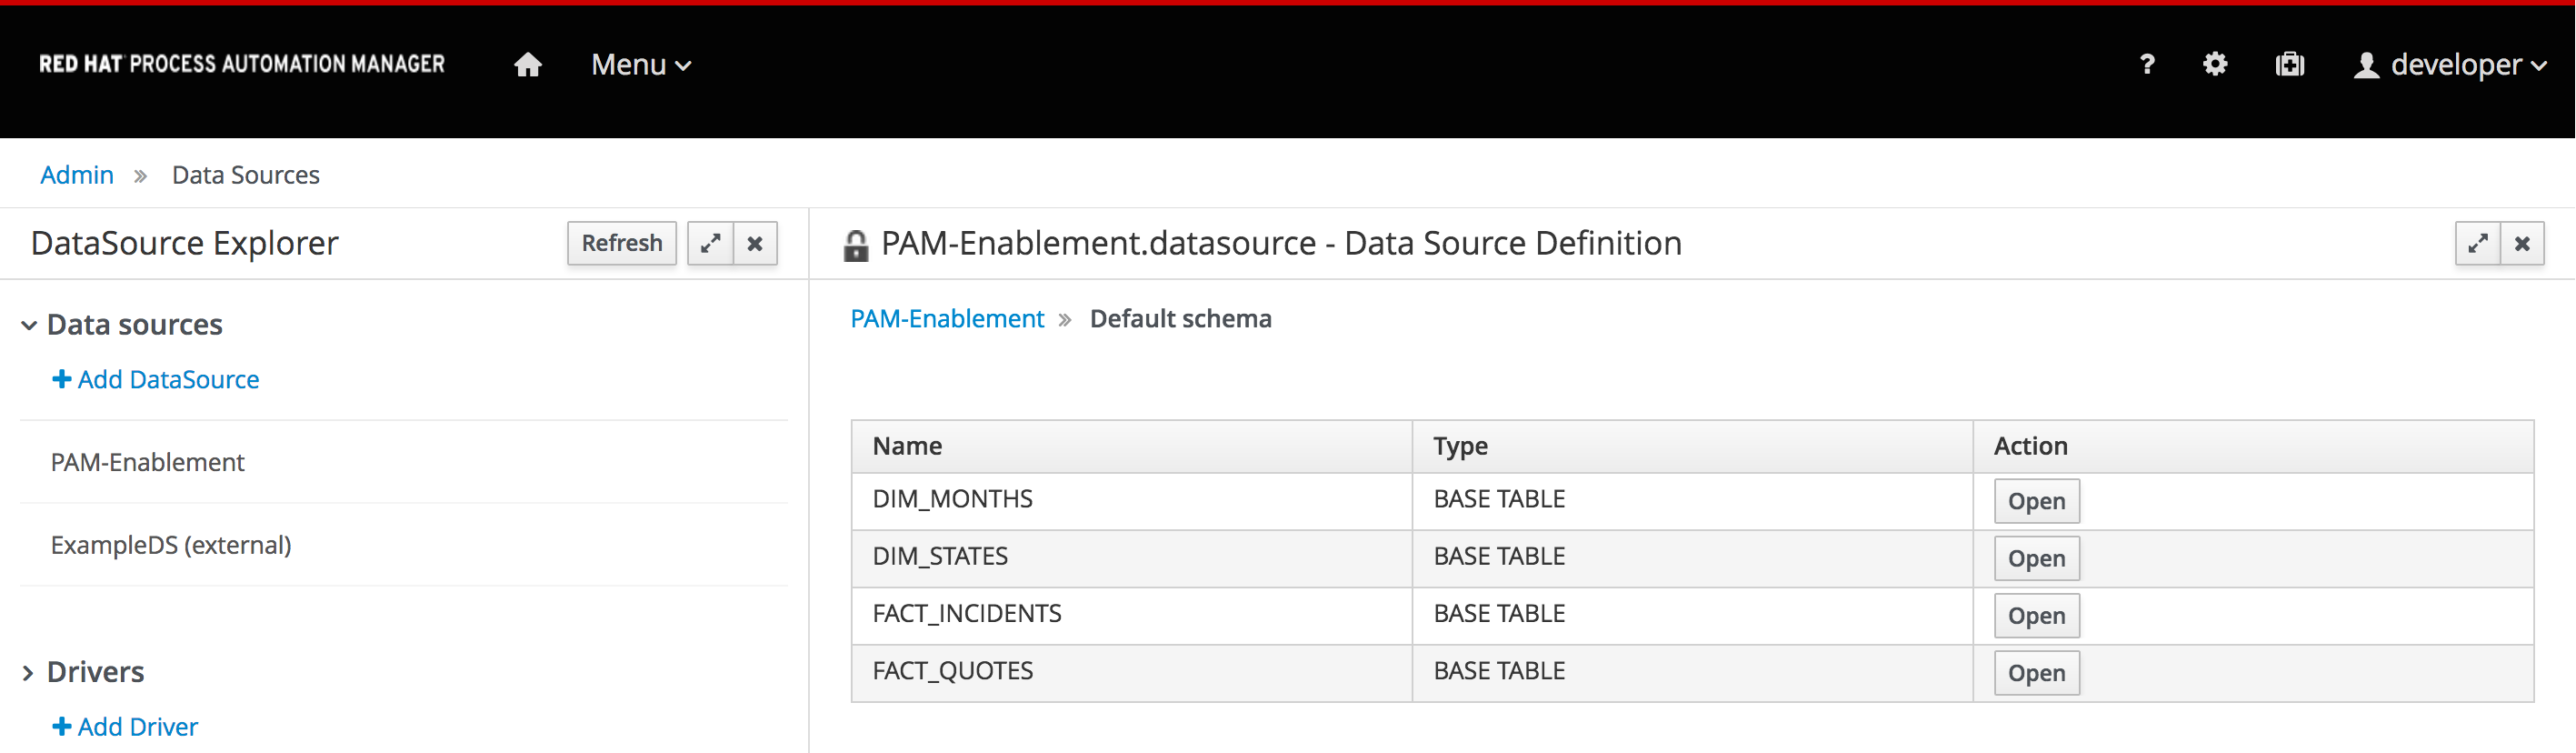 RED HAT PROCESS AUTOMATION MANAGER Menu ? developer
Admin » Data Sources
DataSource Explorer Refresh
PAM-Enablement.datasource - Data Source Definition
Data sources
+ Add DataSource
PAM-Enablement
ExampleDS (external)
Drivers
+ Add Driver
PAM-Enablement » Default schema
Name Type Action
DIM_MONTHS BASE TABLE Open
DIM_STATES BASE TABLE Open
FACT_INCIDENTS BASE TABLE Open
FACT_QUOTES BASE TABLE Open